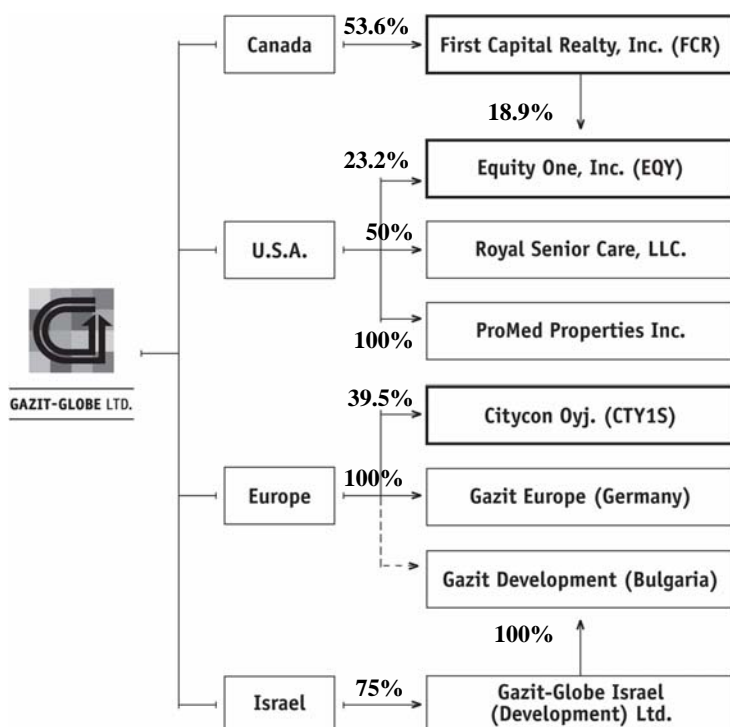 53.6%
Canada
First Capital Realty, Inc. (FCR)
18.9%
23.2%
Equity One, Inc. (EQY)
50%
U.S.A.
Royal Senior Care, LLC.
100%
ProMed Properties Inc.
GAZIT-GLOBE LTD.
39.5%
Citycon Oyj. (CTY1S)
100%
Europe
Gazit Europe (Germany)
Gazit Development (Bulgaria)
100%
75%
Israel
Gazit-Globe Israel
(Development) Ltd.